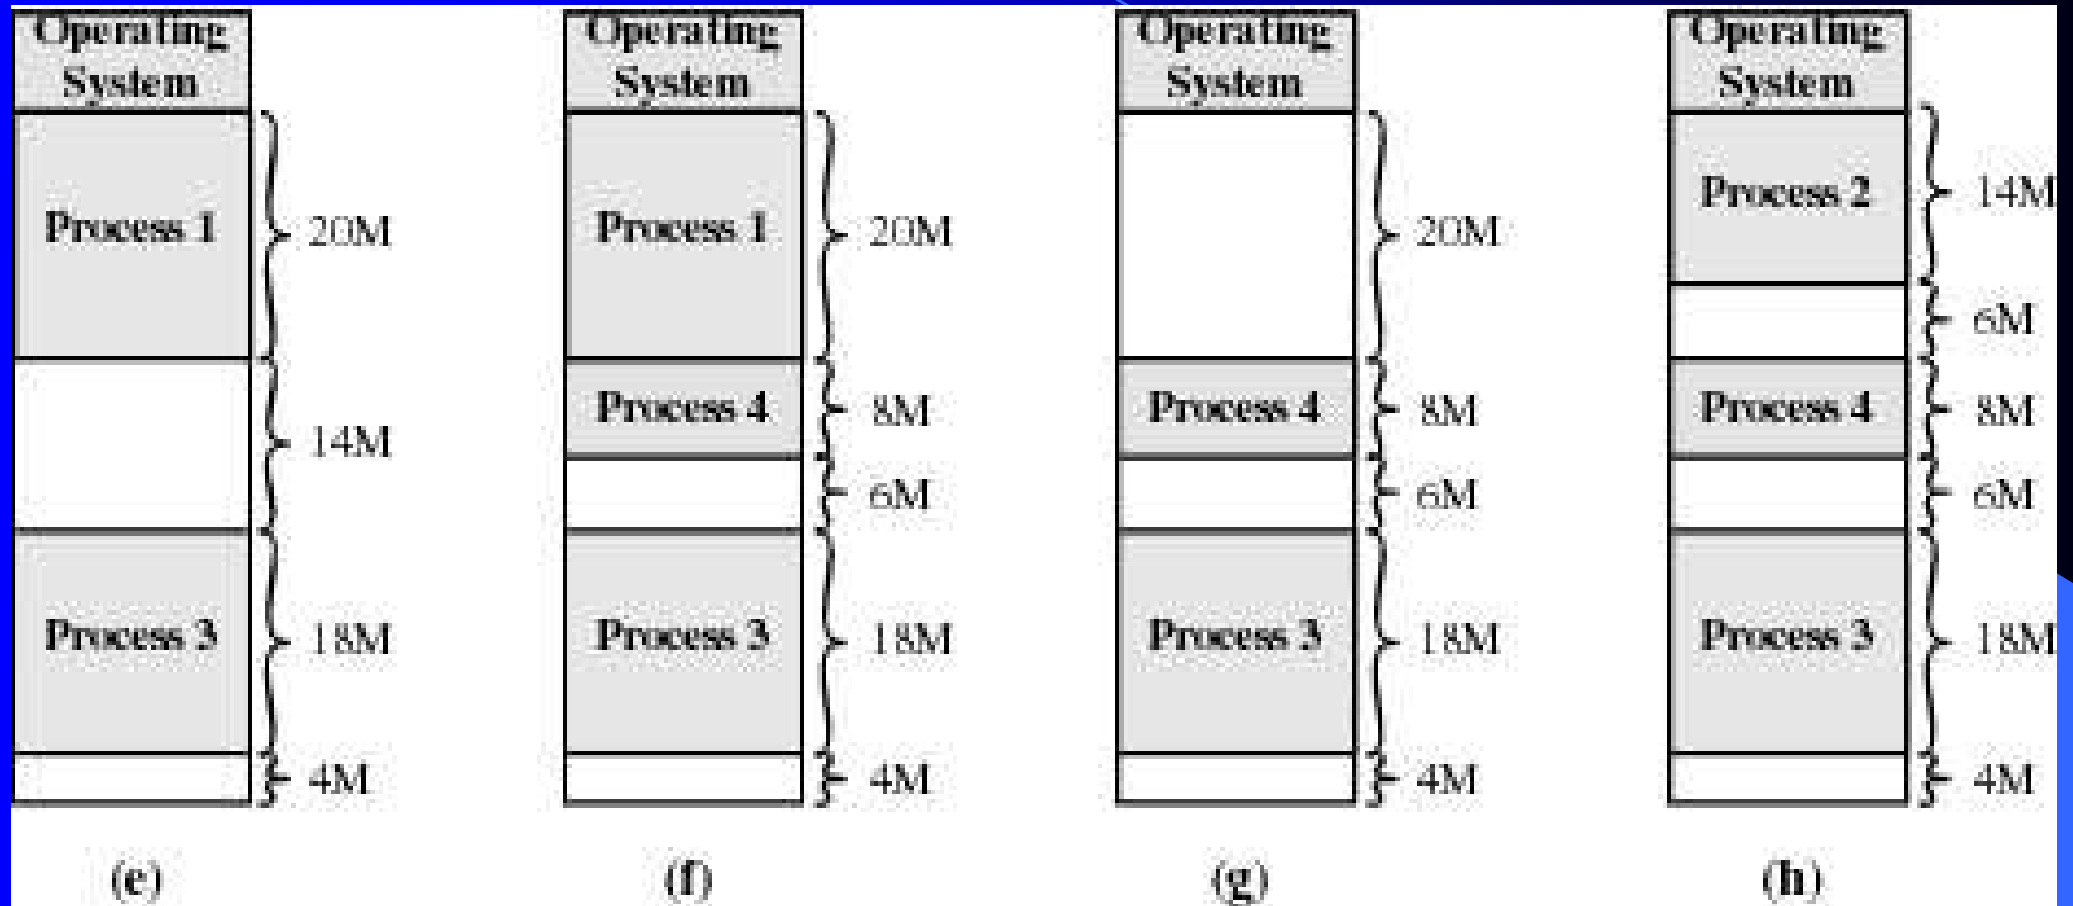 Operating
System
Process 1
20M
14M
Process 3
18M
4M
(e)
Operating
System
Process 1
20M
Process 4
8M
6M
Process 3
18M
4M
(f)
Operating
System
20M
Process 4
8M
6M
Process 3
18M
4M
(g)
Operating
System
Process 2
14M
6M
Process 4
8M
6M
Process 3
18M
4M
(h)